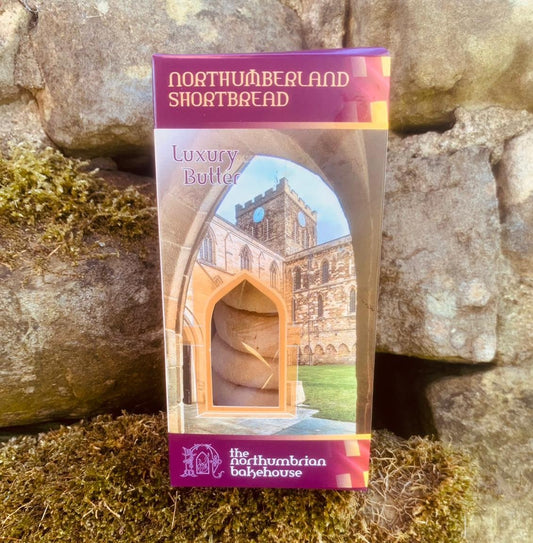 NORTHUMBERLAND
SHORTBREAD
Luxury
Butter
the
northumbrian
bakehouse